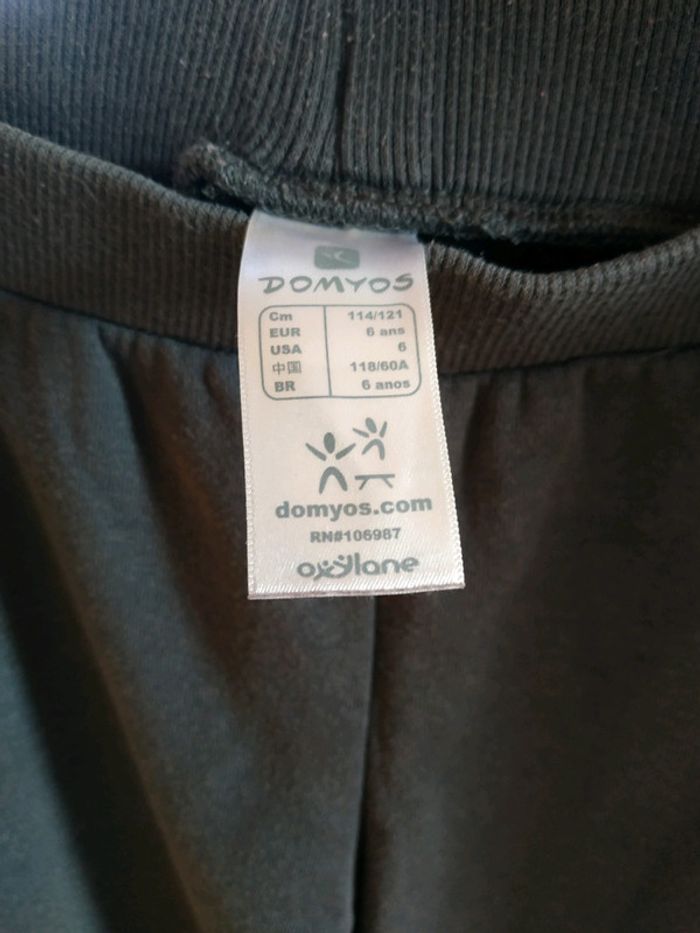 DOMYOS
Cm 114/121
EUR 6 ans
USA 6
中国 118/60A
BR 6 anos
domyos.com
RN#106987
oxylane